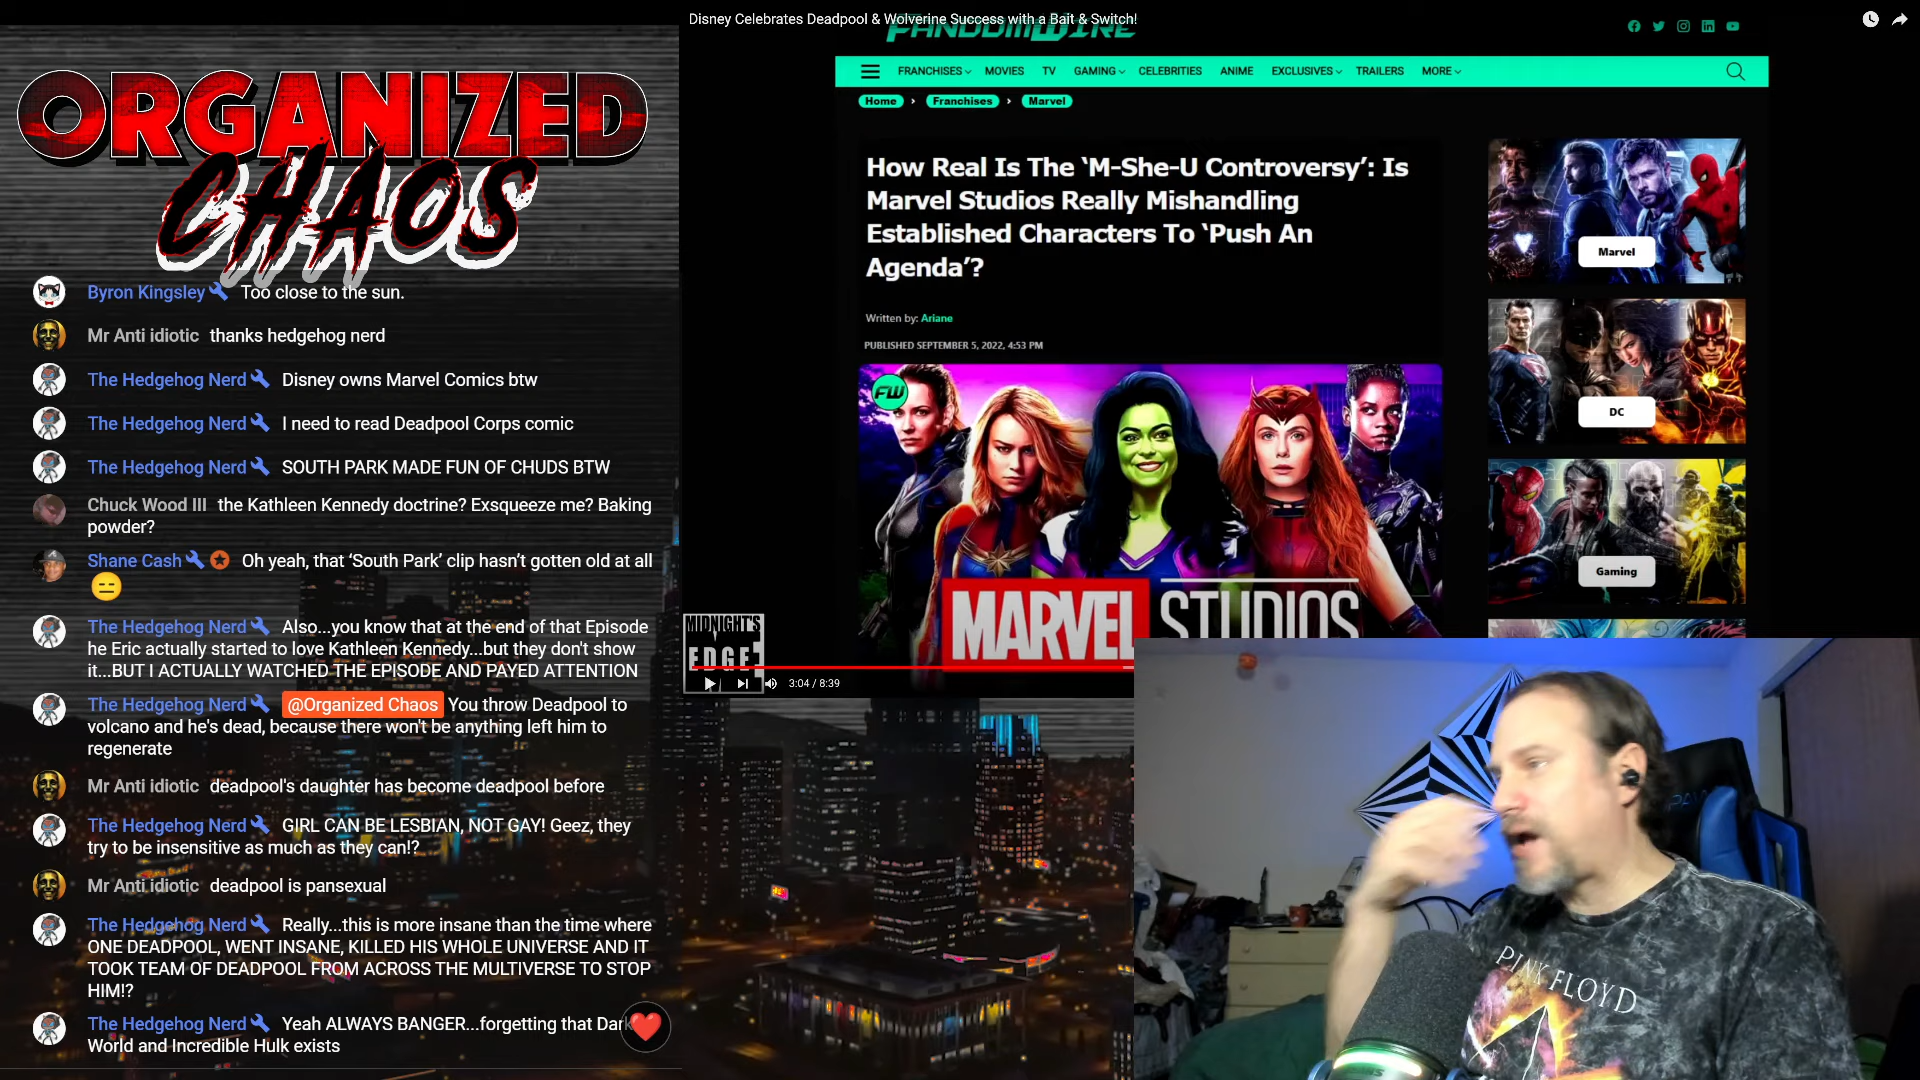 ORGANIZED
CHAOS
Byron Kingsley Too close to the sun.
Mr Anti idiotic thanks hedgehog nerd
The Hedgehog Nerd Disney owns Marvel Comics btw
The Hedgehog Nerd I need to read Deadpool Corps comic
The Hedgehog Nerd SOUTH PARK MADE FUN OF CHUDS BTW
Chuck Wood III the Kathleen Kennedy doctrine? Exsqueeze me? Baking
powder?
Shane Cash Oh yeah, that ‘South Park’ clip hasn’t gotten old at all
😑
The Hedgehog Nerd Also...you know that at the end of that Episode
he Eric actually started to love Kathleen Kennedy...but they don't show
it...BUT I ACTUALLY WATCHED THE EPISODE AND PAYED ATTENTION
The Hedgehog Nerd @Organized Chaos You throw Deadpool to
volcano and he's dead, because there won't be anything left him to
regenerate
Mr Anti idiotic deadpool's daughter has become deadpool before
The Hedgehog Nerd GIRL CAN BE LESBIAN, NOT GAY! Geez, they
try to be insensitive as much as they can!?
Mr Anti idiotic deadpool is pansexual
The Hedgehog Nerd Really...this is more insane than the time where
ONE DEADPOOL, WENT INSANE, KILLED HIS WHOLE UNIVERSE AND IT
TOOK TEAM OF DEADPOOL FROM ACROSS THE MULTIVERSE TO STOP
HIM!?
The Hedgehog Nerd Yeah ALWAYS BANGER...forgetting that Dark
World and Incredible Hulk exists
Disney Celebrates Deadpool & Wolverine Success with a Bait & Switch!
FANDOMWIRE
FRANCHISES MOVIES TV GAMING CELEBRITIES ANIME EXCLUSIVES TRAILERS MORE
Home > Franchises > Marvel
How Real Is The ‘M-She-U Controversy’: Is
Marvel Studios Really Mishandling
Established Characters To ‘Push An
Agenda’?
Written by: Ariane
PUBLISHED SEPTEMBER 5, 2022, 4:53 PM
FW
MARVEL STUDIOS
Marvel
DC
Gaming
MIDNIGHT'S
EDGE
3:04 / 8:39
PINK FLOYD